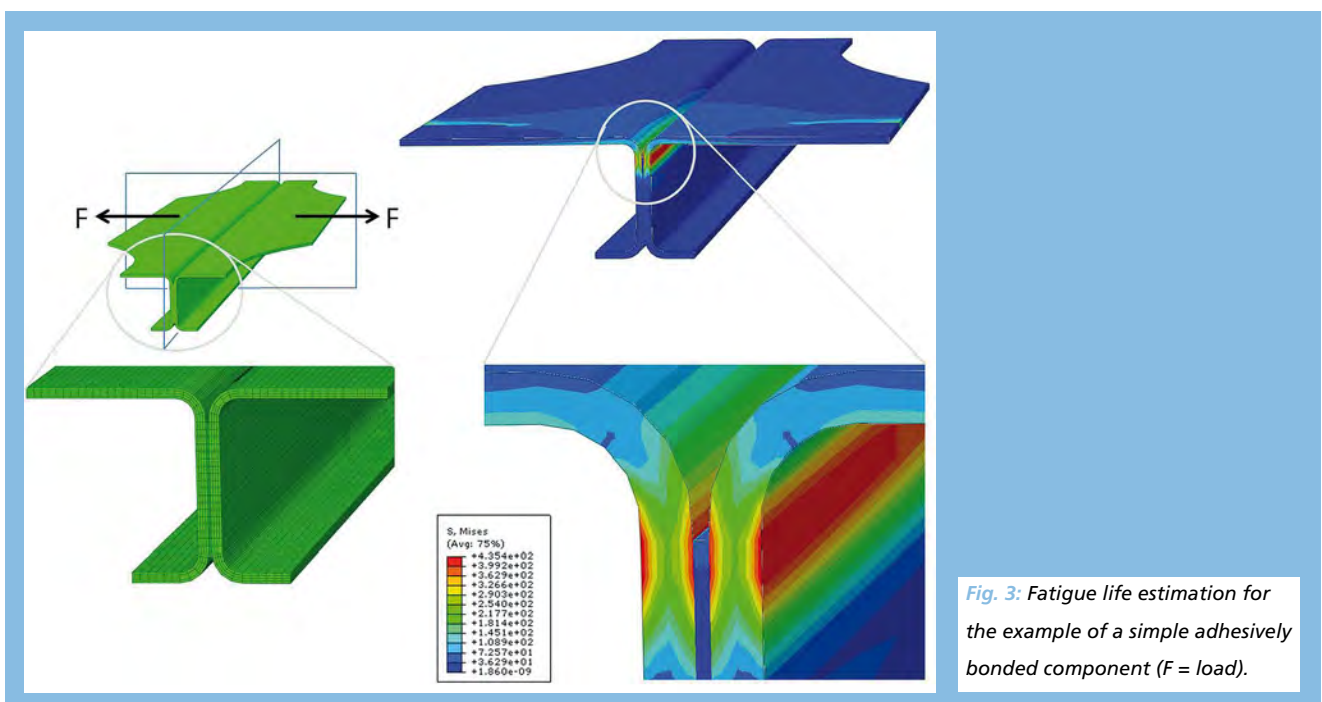 F
F
S, Mises
(Avg: 75%)
+4.354e+02
+3.992e+02
+3.629e+02
+3.266e+02
+2.903e+02
+2.540e+02
+2.177e+02
+1.814e+02
+1.451e+02
+1.089e+02
+7.257e+01
+3.629e+01
+1.860e-09
Fig. 3: Fatigue life estimation for
the example of a simple adhesively
bonded component (F = load).